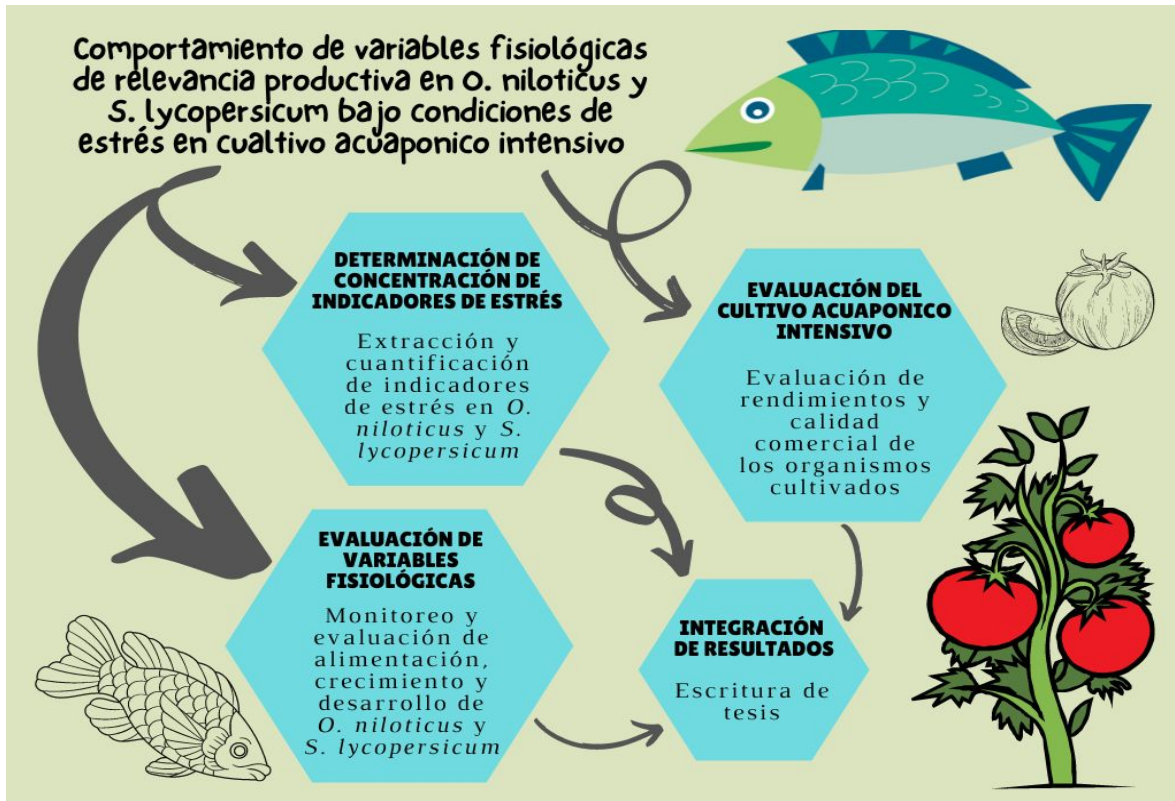 Comportamiento de variables fisiológicas
de relevancia productiva en O. niloticus y
S. lycopersicum bajo condiciones de
estrés en cualtivo acuaponico intensivo
DETERMINACIÓN DE
CONCENTRACIÓN DE
INDICADORES DE ESTRÉS
Extracción y
cuantificación
de indicadores
de estrés en O.
niloticus y S.
lycopersicum
EVALUACIÓN DEL
CULTIVO ACUAPONICO
INTENSIVO
Evaluación de
rendimientos y
calidad
comercial de
los organismos
cultivados
EVALUACIÓN DE
VARIABLES
FISIOLÓGICAS
Monitoreo y
evaluación de
alimentación,
crecimiento y
desarrollo de
O. niloticus y
S. lycopersicum
INTEGRACIÓN
DE RESULTADOS
Escritura de
tesis